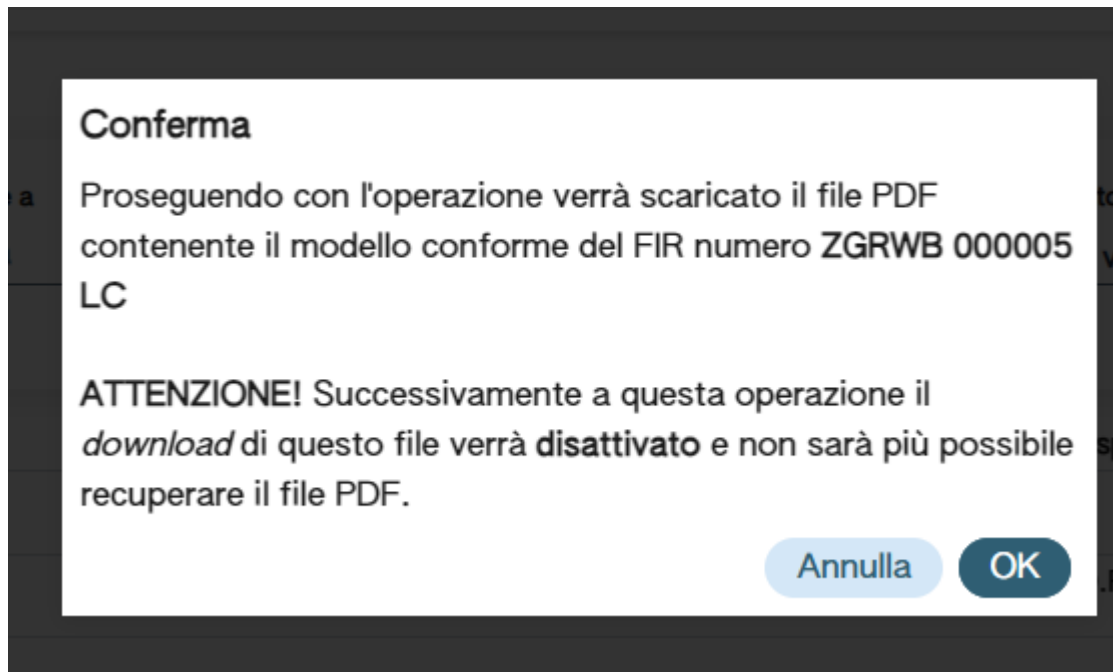 Conferma
Proseguendo con l'operazione verrà scaricato il file PDF
contenente il modello conforme del FIR numero ZGRWB 000005
LC
ATTENZIONE! Successivamente a questa operazione il
download di questo file verrà disattivato e non sarà più possibile
recuperare il file PDF.
Annulla OK